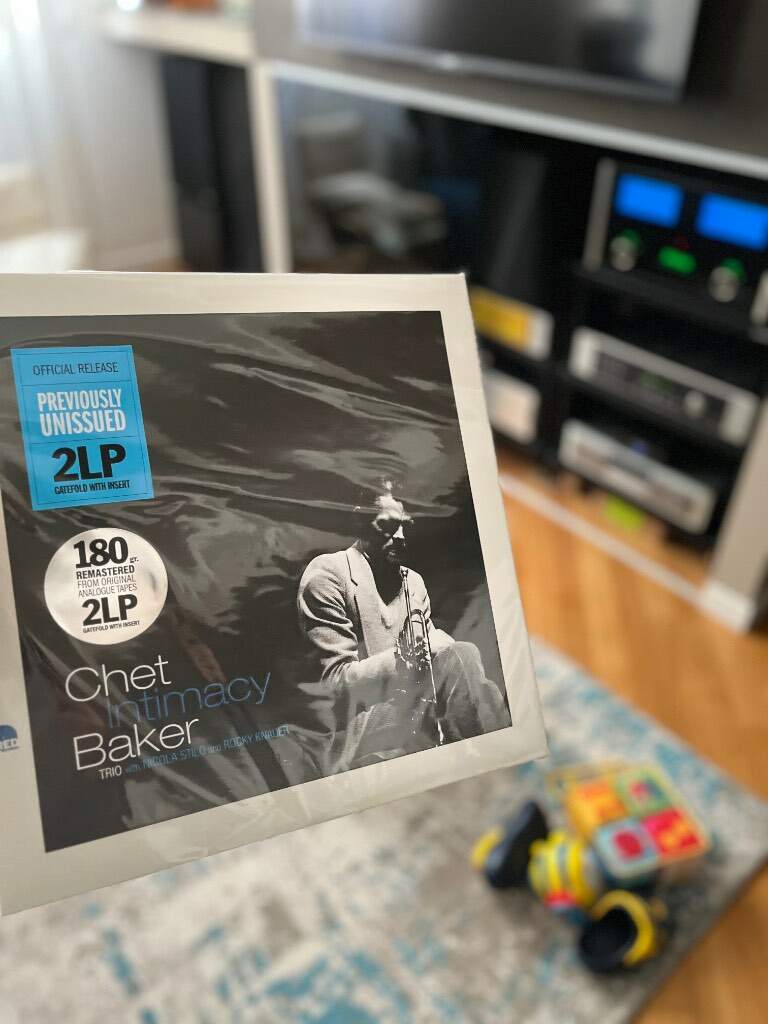 OFFICIAL RELEASE
PREVIOUSLY
UNISSUED
2LP
GATEFOLD WITH INSERT
180 gr.
REMASTERED
FROM ORIGINAL
ANALOGUE TAPES
2LP
GATEFOLD WITH INSERT
Chet
Intimacy
Baker
TRIO with NICOLA STILO and ROCKY KNAUER